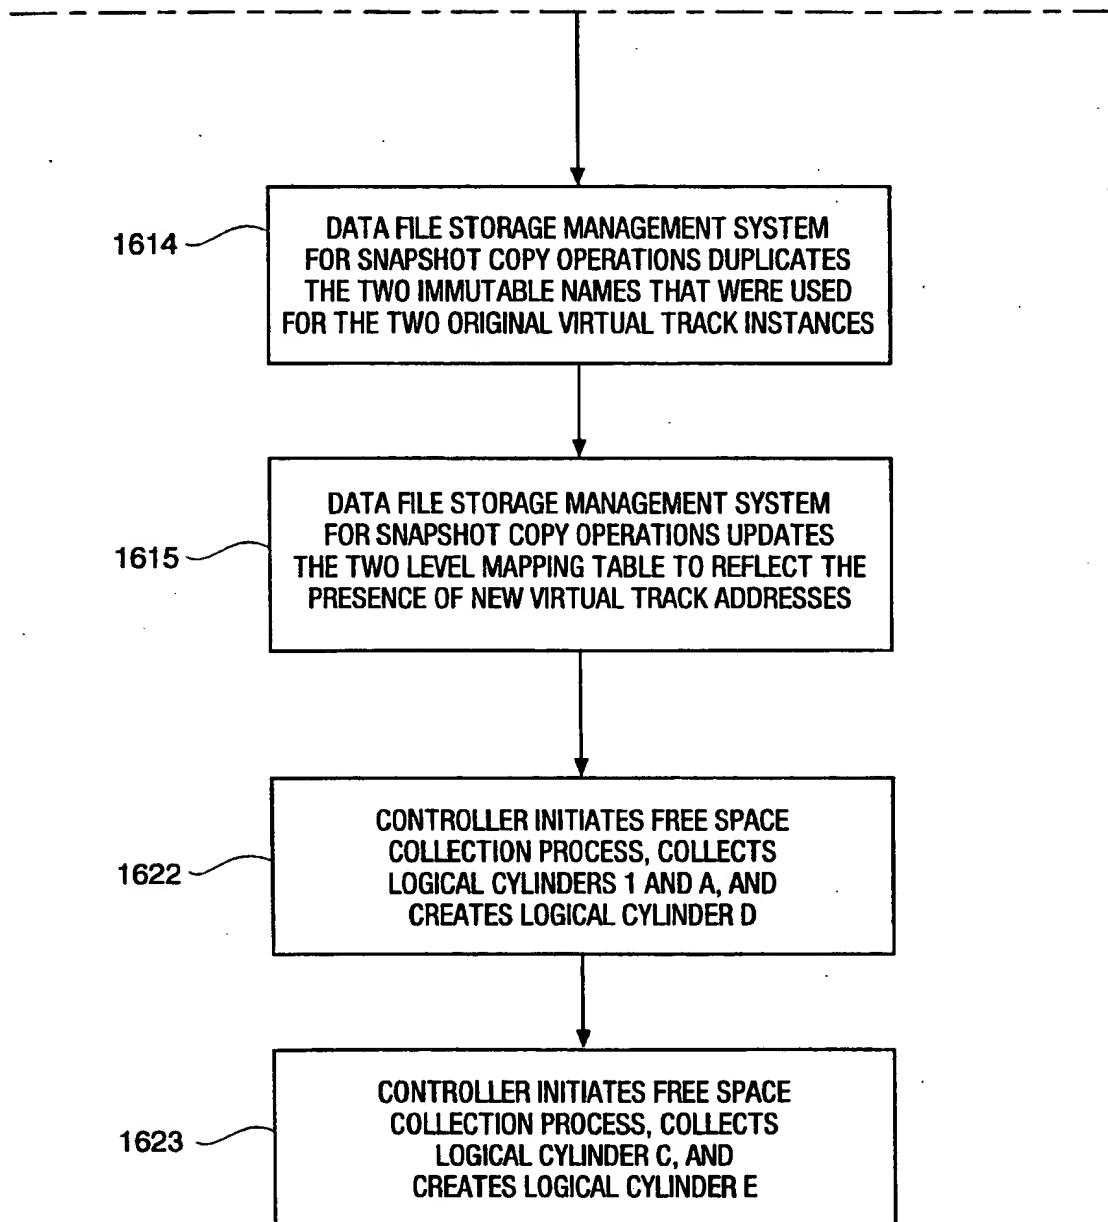 1614
DATA FILE STORAGE MANAGEMENT SYSTEM
FOR SNAPSHOT COPY OPERATIONS DUPLICATES
THE TWO IMMUTABLE NAMES THAT WERE USED
FOR THE TWO ORIGINAL VIRTUAL TRACK INSTANCES
1615
DATA FILE STORAGE MANAGEMENT SYSTEM
FOR SNAPSHOT COPY OPERATIONS UPDATES
THE TWO LEVEL MAPPING TABLE TO REFLECT THE
PRESENCE OF NEW VIRTUAL TRACK ADDRESSES
1622
CONTROLLER INITIATES FREE SPACE
COLLECTION PROCESS, COLLECTS
LOGICAL CYLINDERS 1 AND A, AND
CREATES LOGICAL CYLINDER D
1623
CONTROLLER INITIATES FREE SPACE
COLLECTION PROCESS, COLLECTS
LOGICAL CYLINDER C, AND
CREATES LOGICAL CYLINDER E